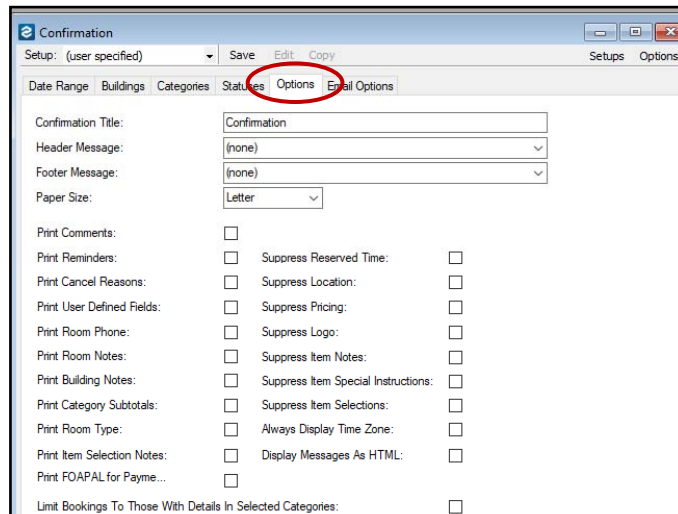 Confirmation
Setup: (user specified) Save Edit Copy Setups Options
Date Range Buildings Categories Statuses Options Email Options
Confirmation Title: Confirmation
Header Message: (none)
Footer Message: (none)
Paper Size: Letter
Print Comments:
Print Reminders: Suppress Reserved Time:
Print Cancel Reasons: Suppress Location:
Print User Defined Fields: Suppress Pricing:
Print Room Phone: Suppress Logo:
Print Room Notes: Suppress Item Notes:
Print Building Notes: Suppress Item Special Instructions:
Print Category Subtotals: Suppress Item Selections:
Print Room Type: Always Display Time Zone:
Print Item Selection Notes: Display Messages As HTML:
Print FOAPAL for Payme...
Limit Bookings To Those With Details In Selected Categories: